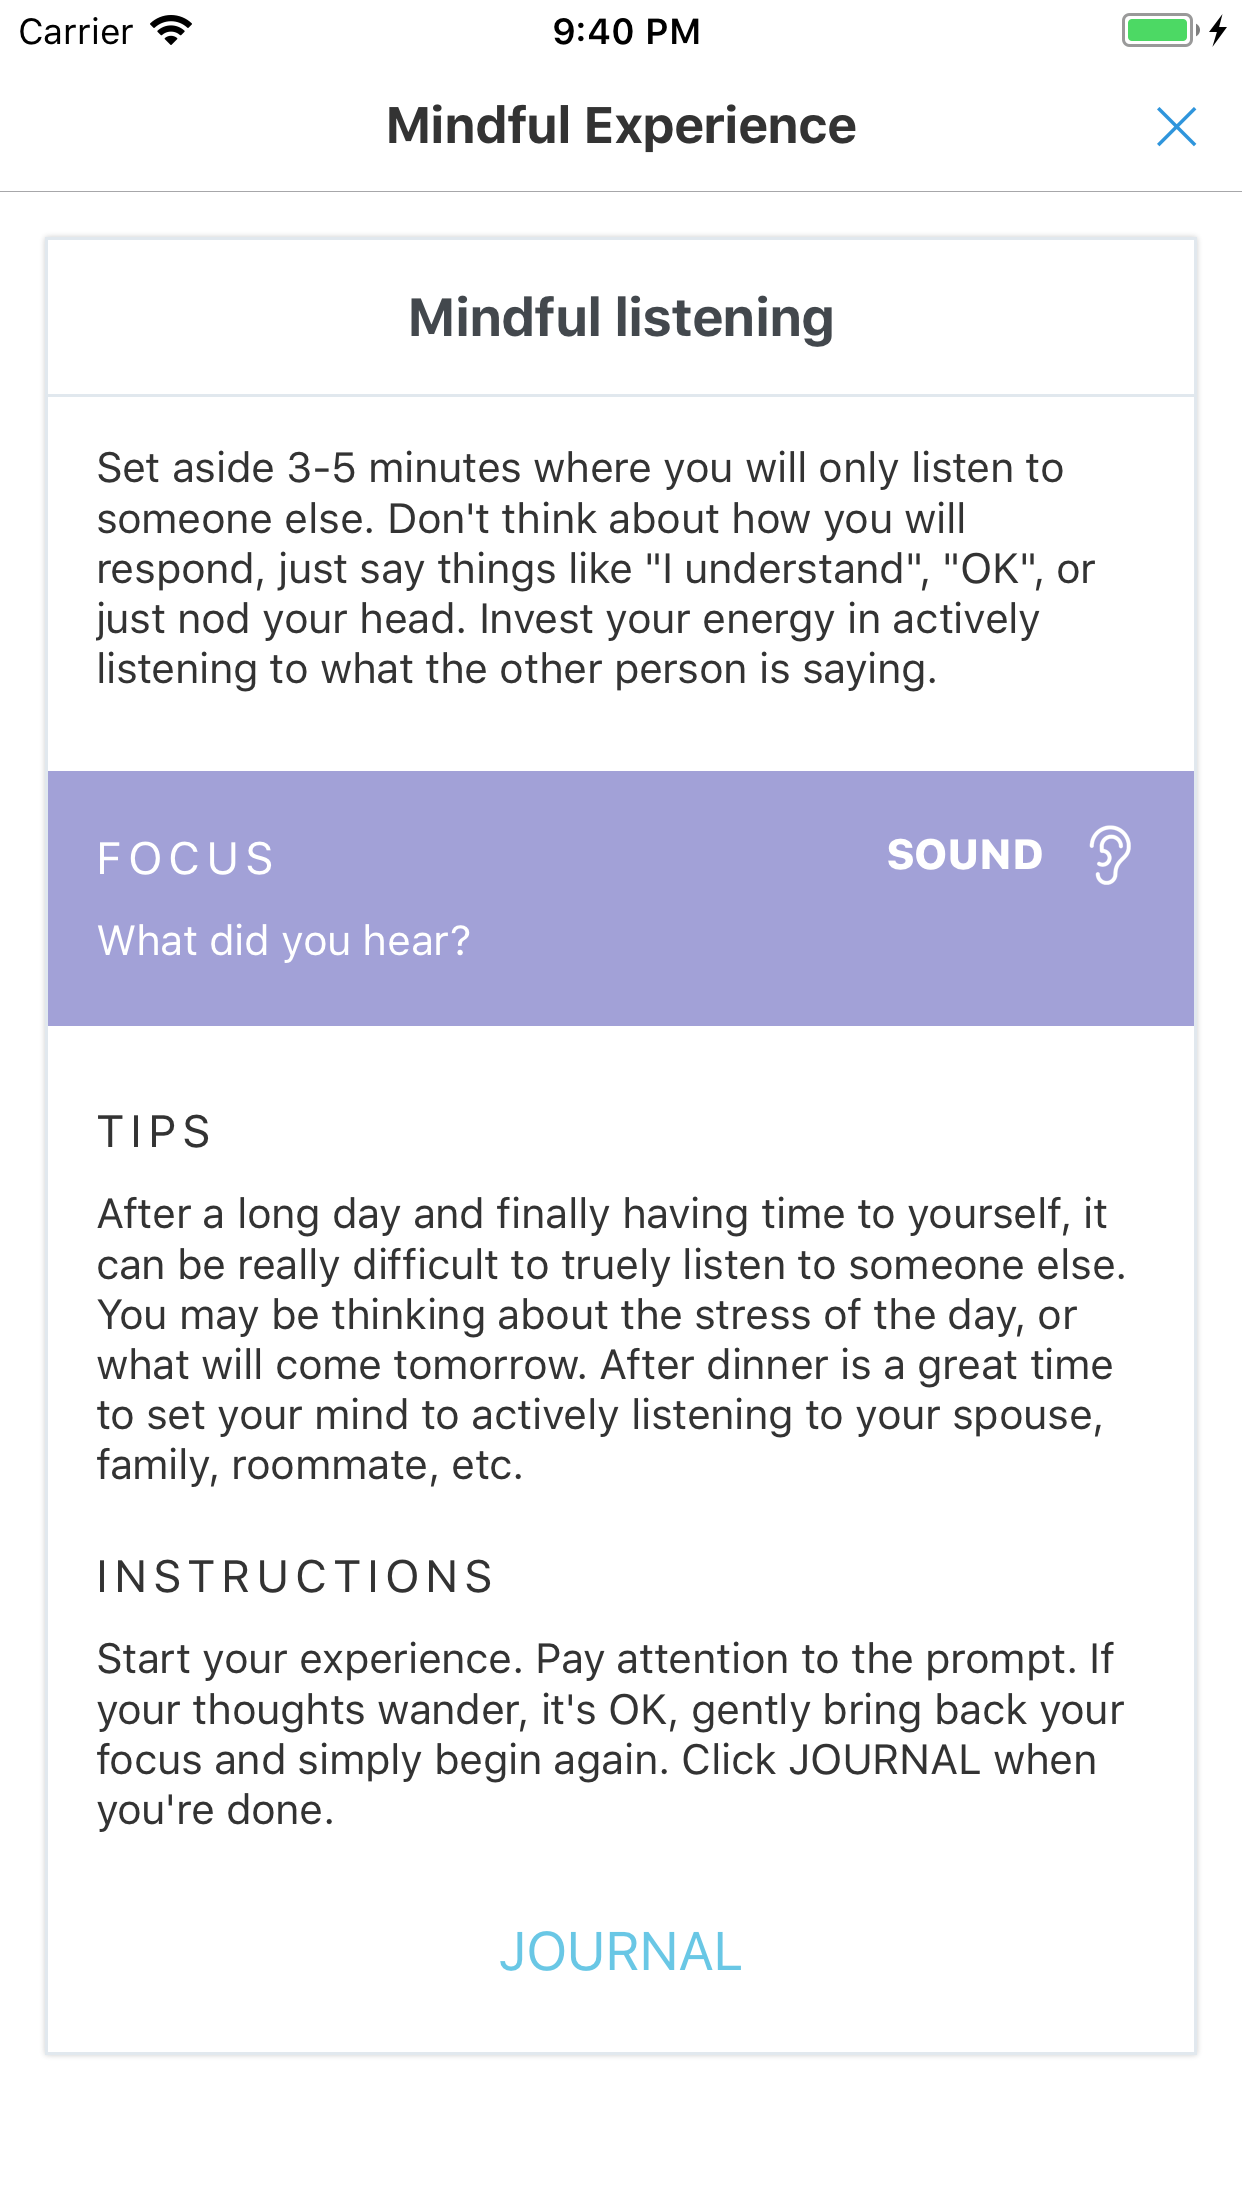 Carrier 9:40 PM
Mindful Experience
Mindful listening
Set aside 3-5 minutes where you will only listen to
someone else. Don't think about how you will
respond, just say things like "I understand", "OK", or
just nod your head. Invest your energy in actively
listening to what the other person is saying.
FOCUS SOUND
What did you hear?
TIPS
After a long day and finally having time to yourself, it
can be really difficult to truely listen to someone else.
You may be thinking about the stress of the day, or
what will come tomorrow. After dinner is a great time
to set your mind to actively listening to your spouse,
family, roommate, etc.
INSTRUCTIONS
Start your experience. Pay attention to the prompt. If
your thoughts wander, it's OK, gently bring back your
focus and simply begin again. Click JOURNAL when
you're done.
JOURNAL